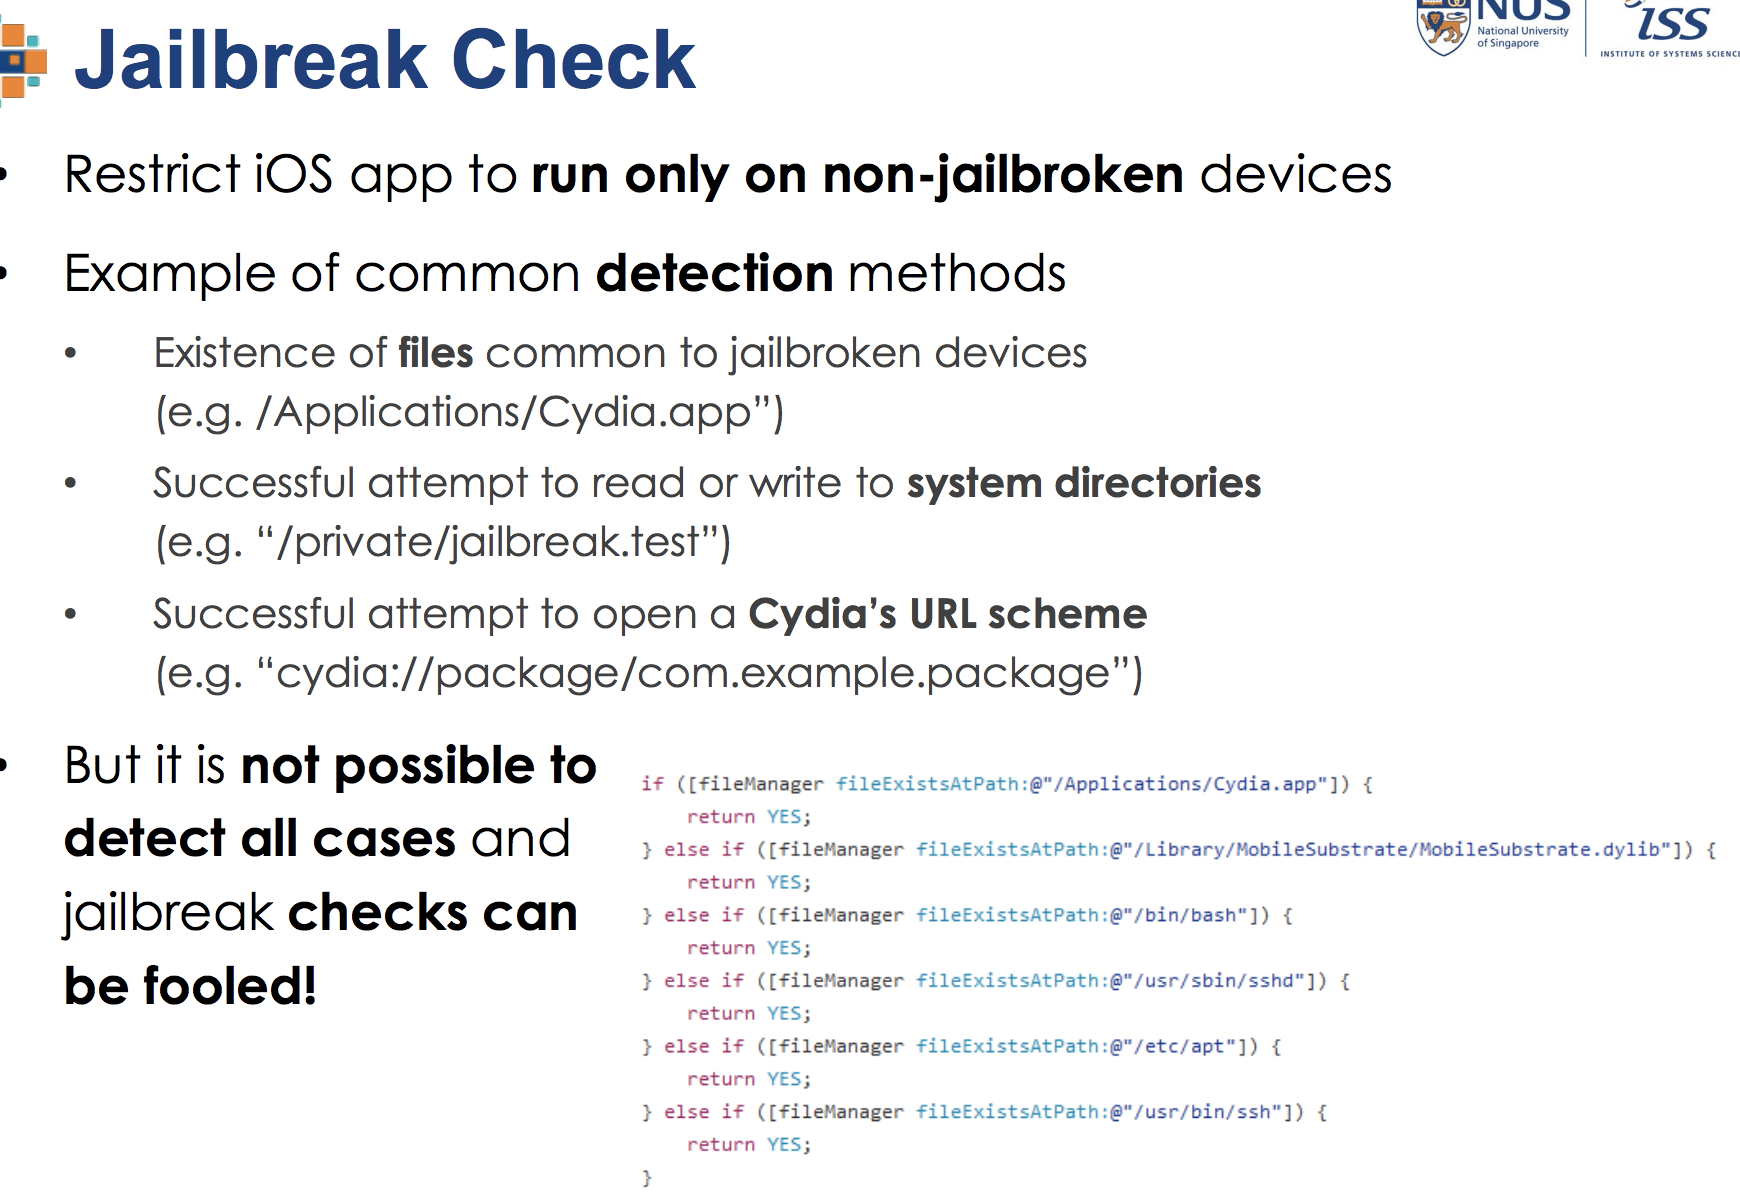 Jailbreak Check
NUS
National University
of Singapore
ISS
INSTITUTE OF SYSTEMS SCIENCE
• Restrict iOS app to run only on non-jailbroken devices
• Example of common detection methods
• Existence of files common to jailbroken devices
(e.g. /Applications/Cydia.app”)
• Successful attempt to read or write to system directories
(e.g. “/private/jailbreak.test”)
• Successful attempt to open a Cydia’s URL scheme
(e.g. “cydia://package/com.example.package”)
• But it is not possible to
detect all cases and
jailbreak checks can
be fooled!
if ([fileManager fileExistsAtPath:@"/Applications/Cydia.app"]) {
return YES;
} else if ([fileManager fileExistsAtPath:@"/Library/MobileSubstrate/MobileSubstrate.dylib"]) {
return YES;
} else if ([fileManager fileExistsAtPath:@"/bin/bash"]) {
return YES;
} else if ([fileManager fileExistsAtPath:@"/usr/sbin/sshd"]) {
return YES;
} else if ([fileManager fileExistsAtPath:@"/etc/apt"]) {
return YES;
} else if ([fileManager fileExistsAtPath:@"/usr/bin/ssh"]) {
return YES;
}